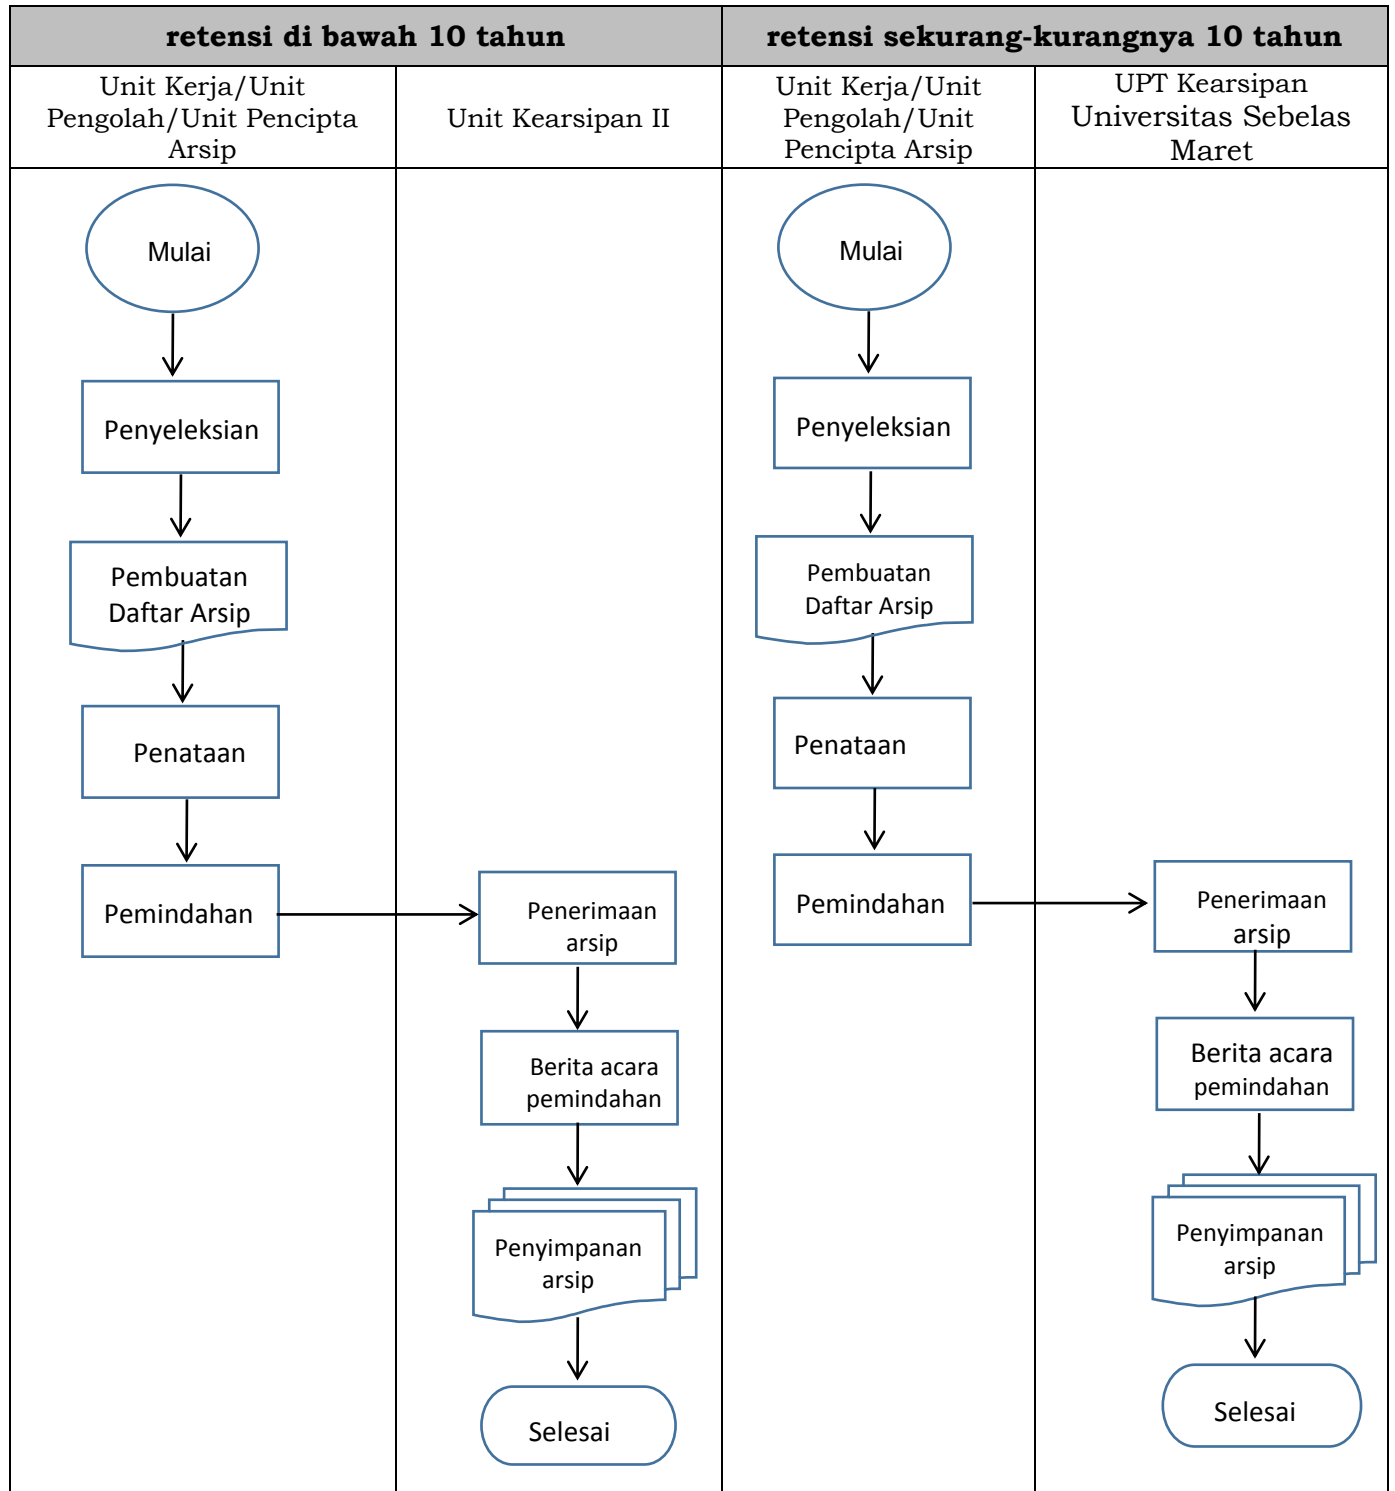 retensi di bawah 10 tahun
retensi sekurang-kurangnya 10 tahun
Unit Kerja/Unit
Pengolah/Unit Pencipta
Arsip
Unit Kearsipan II
Unit Kerja/Unit
Pengolah/Unit
Pencipta Arsip
UPT Kearsipan
Universitas Sebelas
Maret
Mulai
Penyeleksian
Pembuatan
Daftar Arsip
Penataan
Pemindahan
Penerimaan
arsip
Berita acara
pemindahan
Penyimpanan
arsip
Selesai
Mulai
Penyeleksian
Pembuatan
Daftar Arsip
Penataan
Pemindahan
Penerimaan
arsip
Berita acara
pemindahan
Penyimpanan
arsip
Selesai